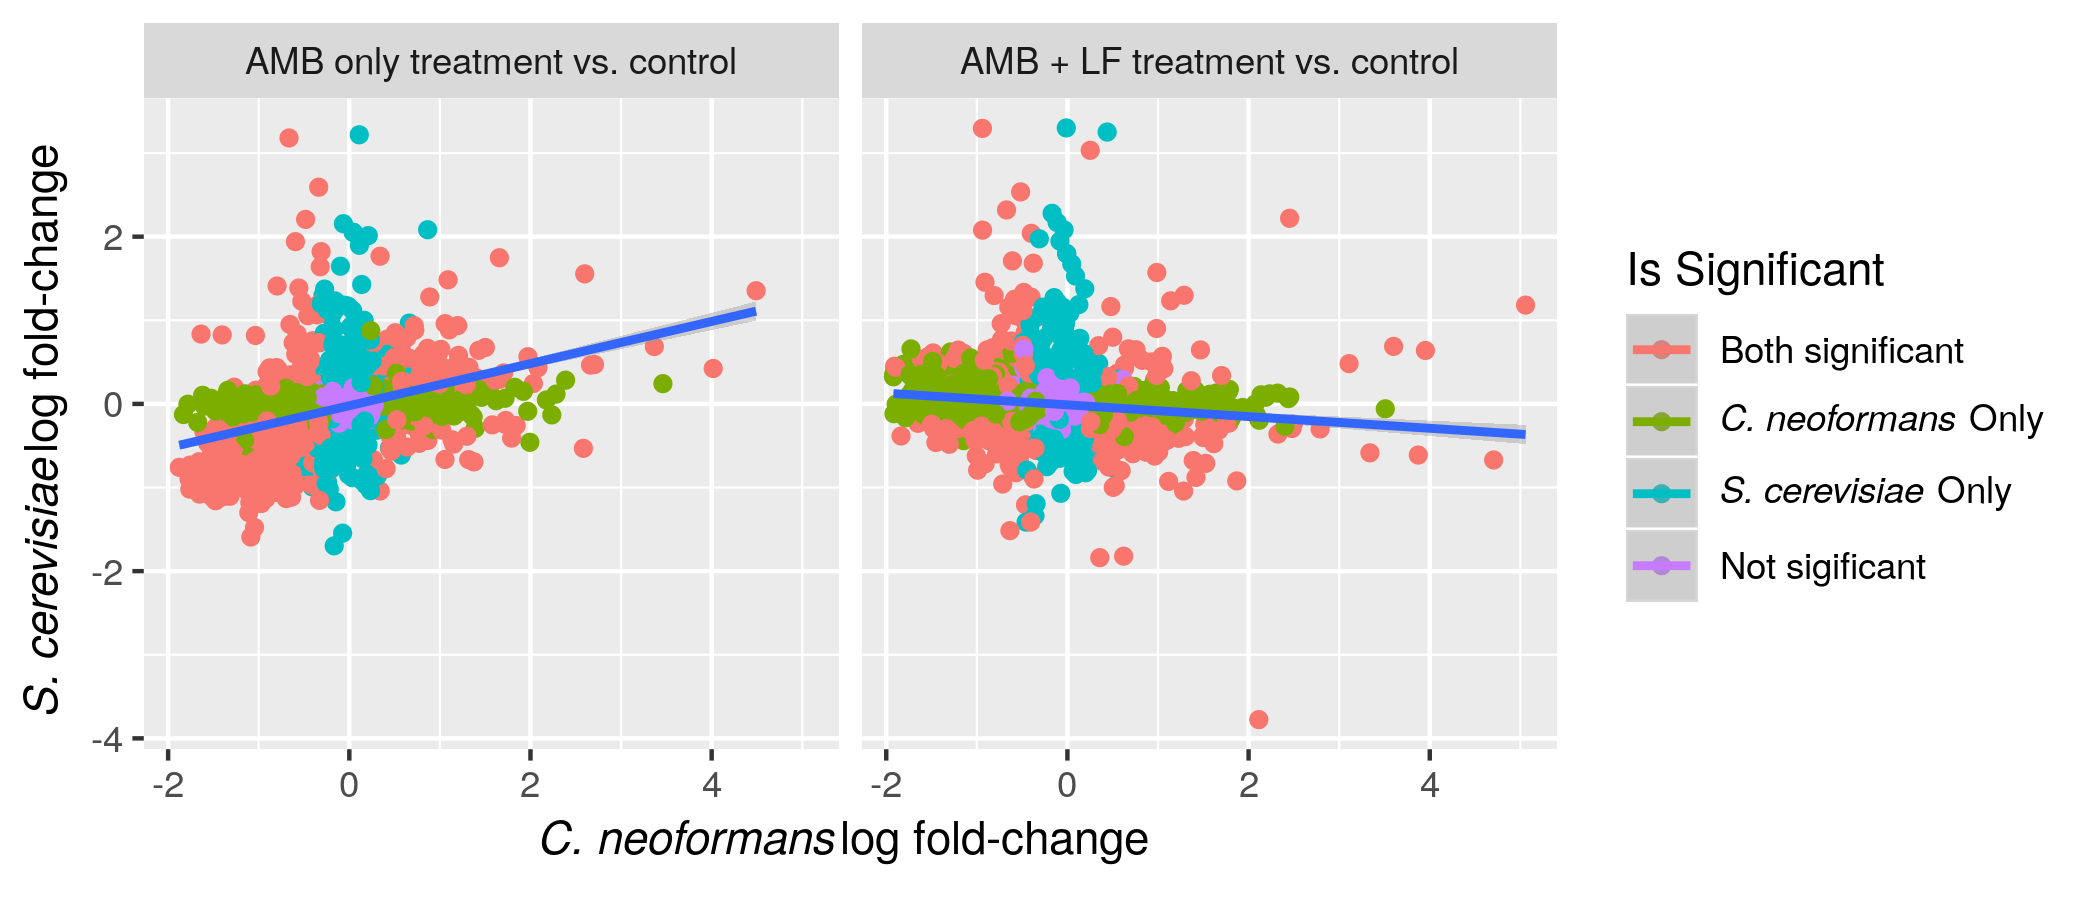 AMB only treatment vs. control
AMB + LF treatment vs. control
S. cerevisiae log fold-change
2
0
-2
-4
-2 0 2 4
-2 0 2 4
C. neoformans log fold-change
Is Significant
Both significant
C. neoformans Only
S. cerevisiae Only
Not sigificant